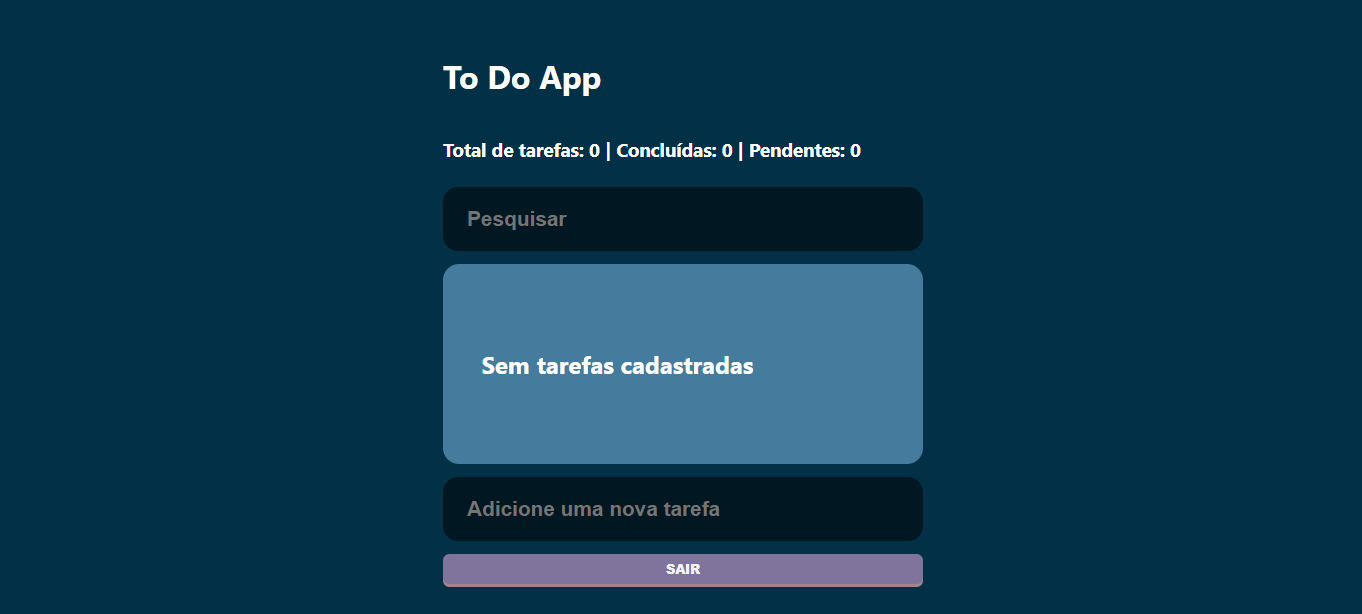 To Do App
Total de tarefas: 0 | Concluídas: 0 | Pendentes: 0
Pesquisar
Sem tarefas cadastradas
Adicione uma nova tarefa
SAIR